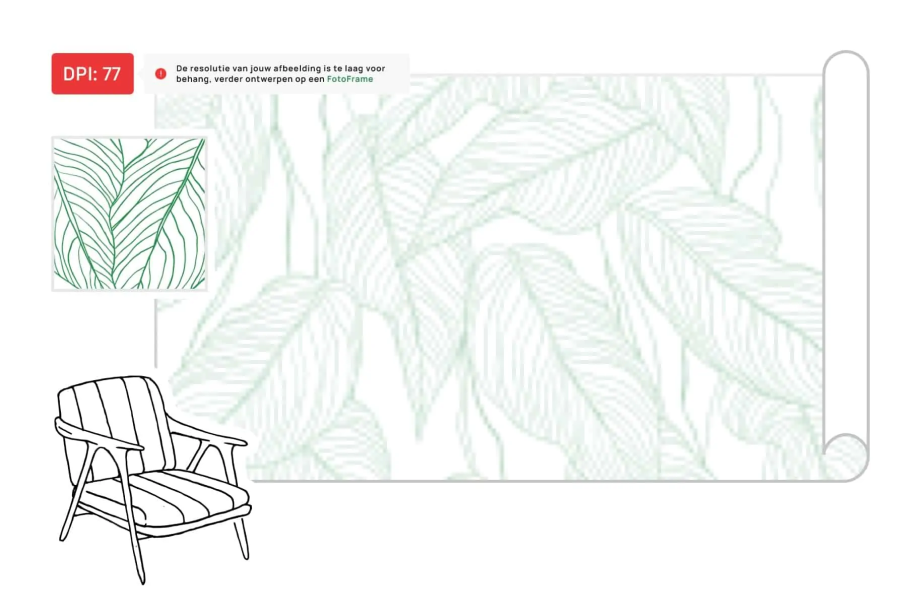 DPI: 77
De resolutie van jouw afbeelding is te laag voor
behang, verder ontwerpen op een FotoFrame